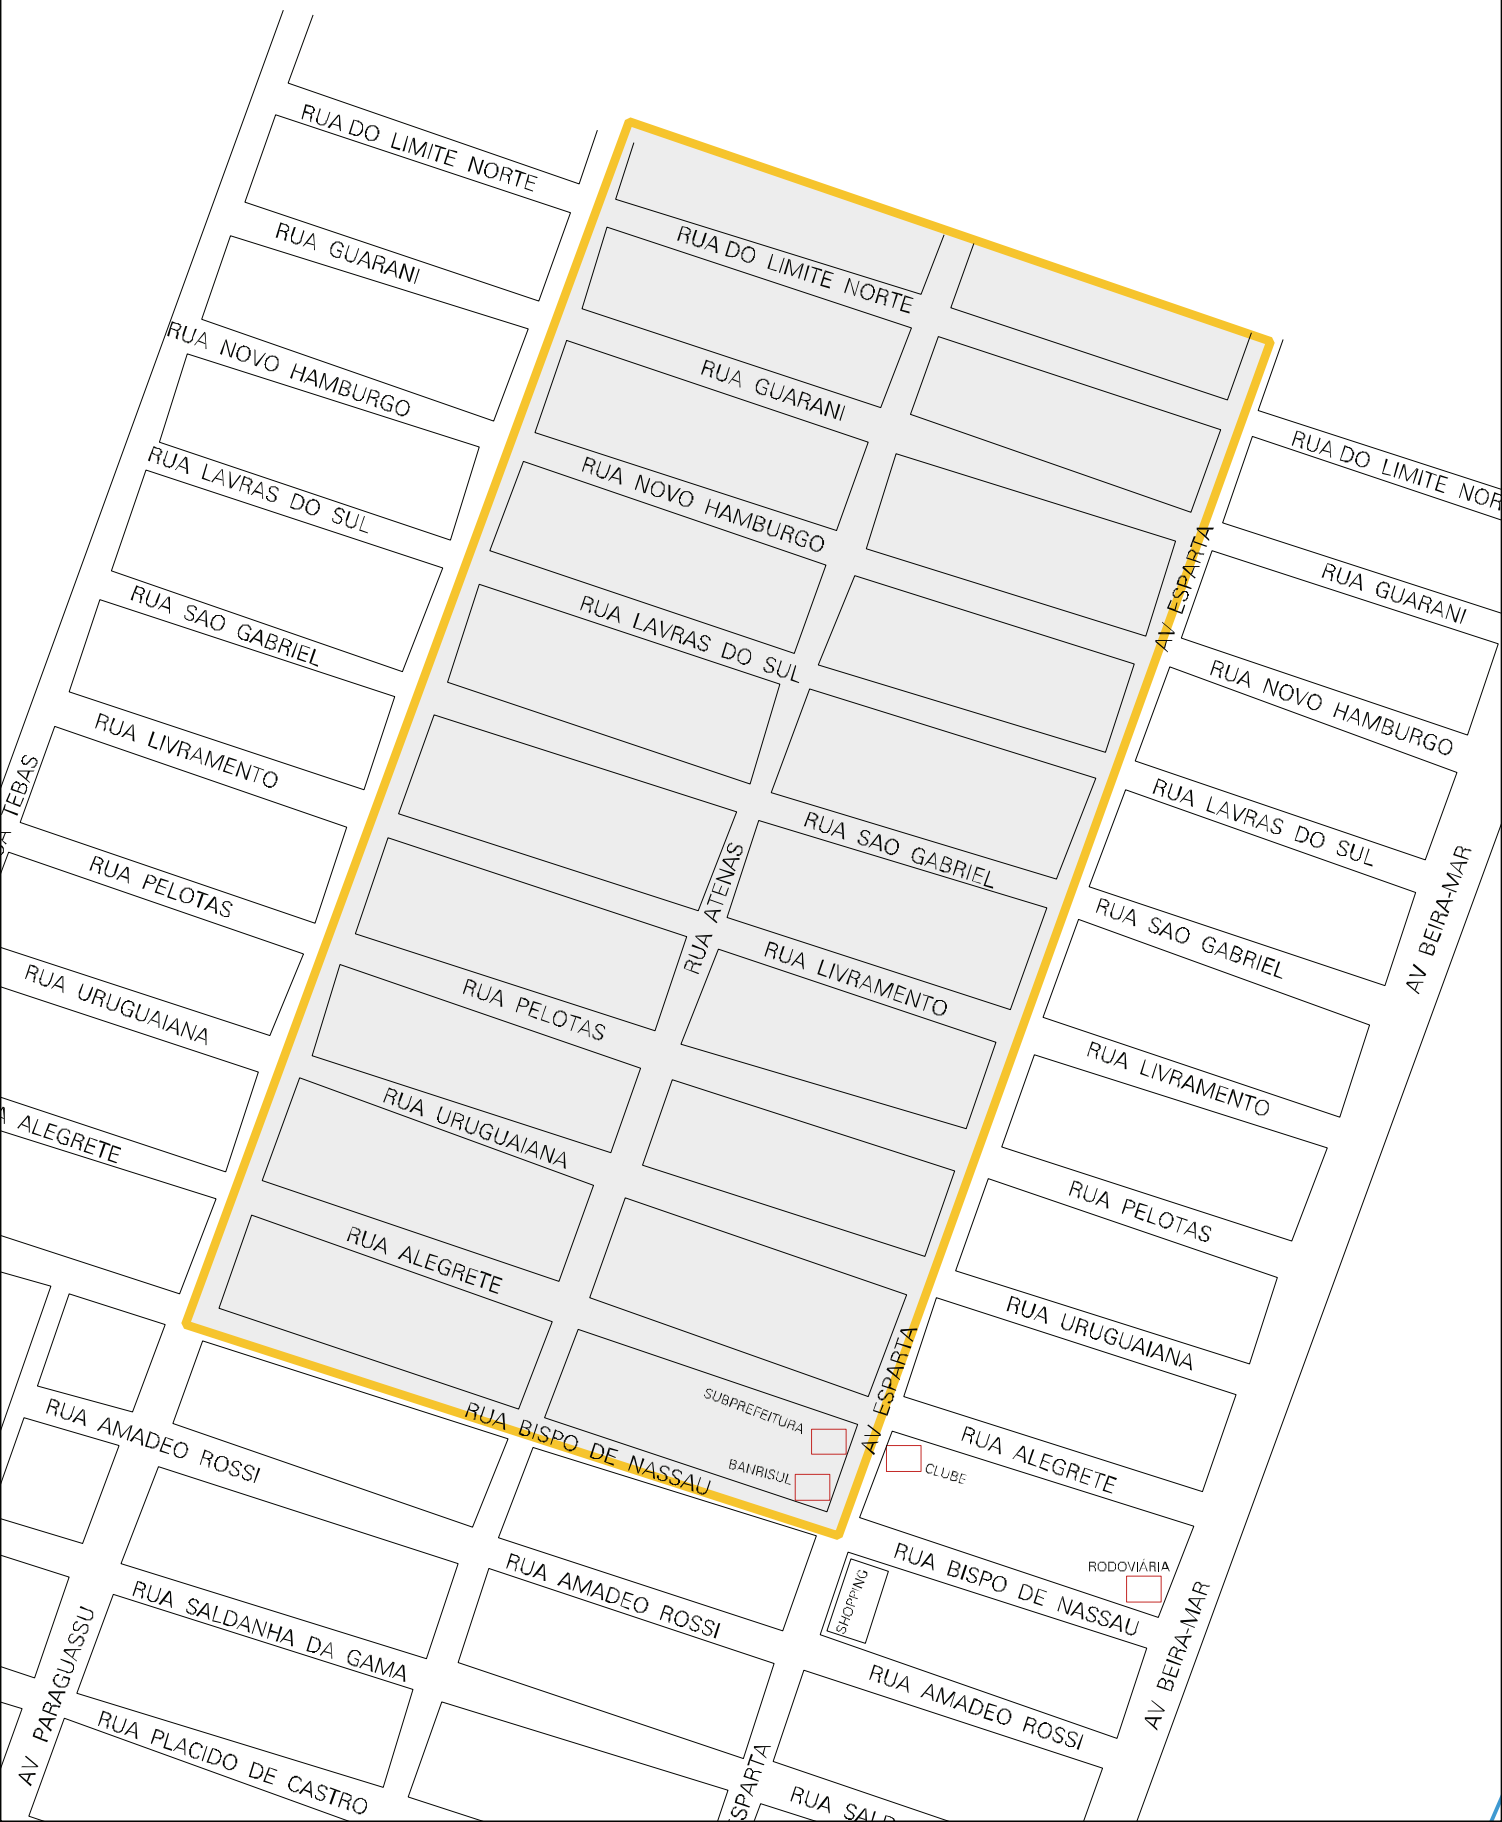 RUA DO LIMITE NORTE
RUA GUARANI
RUA NOVO HAMBURGO
RUA LAVRAS DO SUL
RUA SAO GABRIEL
RUA LIVRAMENTO
TEBAS
RUA PELOTAS
RUA URUGUAIANA
A ALEGRETE
RUA DO LIMITE NORTE
RUA GUARANI
RUA NOVO HAMBURGO
RUA LAVRAS DO SUL
RUA SAO GABRIEL
RUA ATENAS
RUA LIVRAMENTO
RUA PELOTAS
RUA URUGUAIANA
RUA ALEGRETE
AV ESPARTA
RUA DO LIMITE NOR
RUA GUARANI
RUA NOVO HAMBURGO
RUA LAVRAS DO SUL
AV BEIRA-MAR
RUA SAO GABRIEL
RUA LIVRAMENTO
RUA PELOTAS
RUA URUGUAIANA
AV ESPARTA
SUBPREFEITURA
BANRISUL
CLUBE
RUA ALEGRETE
RUA BISPO DE NASSAU
RUA AMADEO ROSSI
RODOVIÁRIA
RUA BISPO DE NASSAU
SHOPPING
RUA AMADEO ROSSI
RUA SALDANHA DA GAMA
AV PARAGUASSU
AV BEIRA-MAR
RUA AMADEO ROSSI
RUA PLACIDO DE CASTRO
SPARTA
RUA SALD